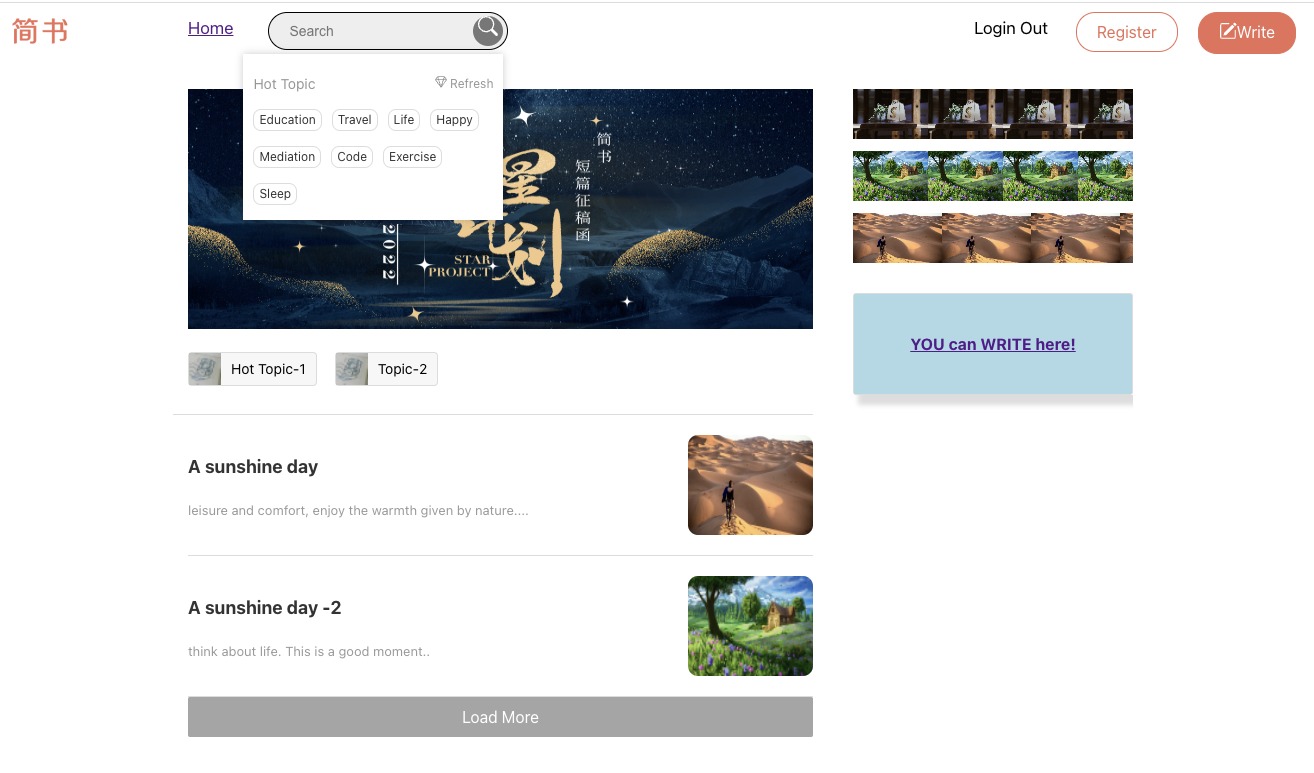 简书
Home
Search
Login Out
Register
Write
Hot Topic
Refresh
Education
Travel
Life
Happy
Mediation
Code
Exercise
Sleep
简书
短篇征稿函
星计划
2022
STAR
PROJECT
Hot Topic-1
Topic-2
YOU can WRITE here!
A sunshine day
leisure and comfort, enjoy the warmth given by nature....
A sunshine day -2
think about life. This is a good moment..
Load More